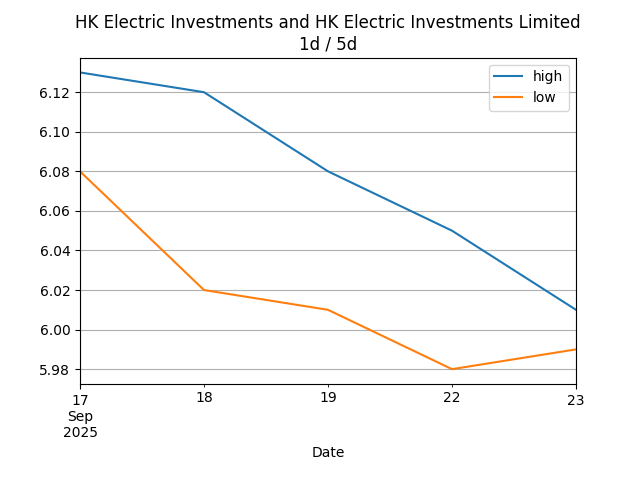 HK Electric Investments and HK Electric Investments Limited
1d / 5d
high
low
6.12
6.10
6.08
6.06
6.04
6.02
6.00
5.98
17 18 19 22 23
Sep
2025
Date